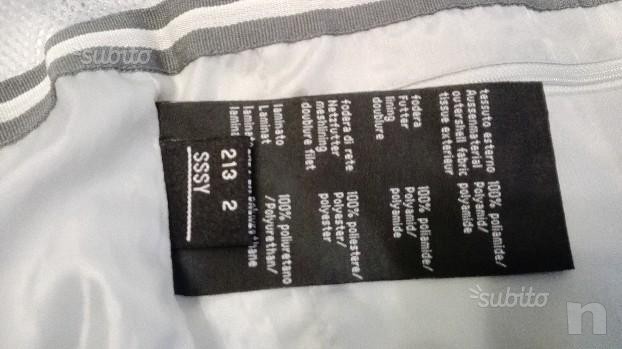 subito
tessuto esterno 100% poliamide/
Aussenmaterial Polyamid/
outershell fabric polyamide
tissue exterieur
fodera 100% poliamide/
Futter Polyamid/
lining polyamide
doublure
fodera di rete 100% poliestere/
Netzfutter Polyester/
meshlining polyester
doublure filet
laminato 100% poliuretano
Laminat /Polyurethan/
213 2
SSSY
subito
n